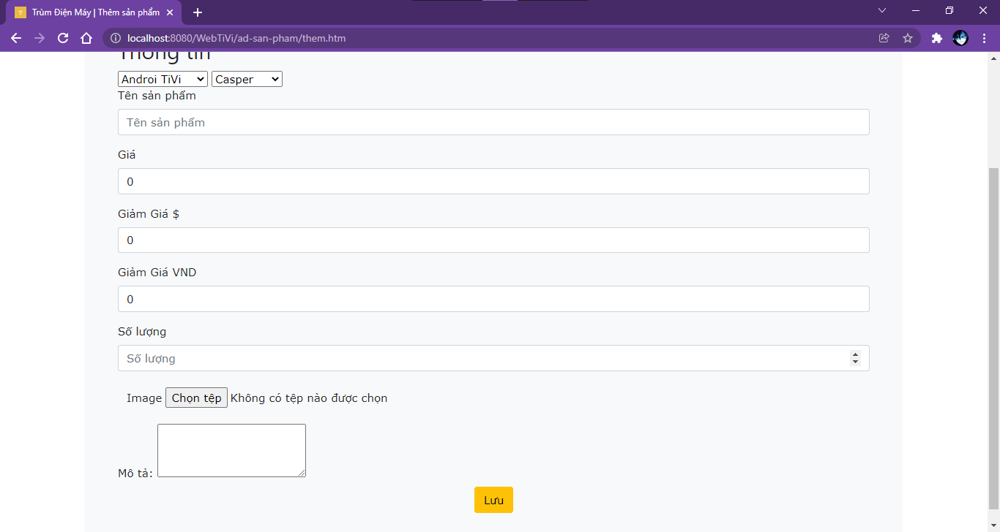 Trùm Điện Máy | Thêm sản phẩm
localhost:8080/WebTiVi/ad-san-pham/them.htm
Thông tin
Androi TiVi Casper
Tên sản phẩm
Tên sản phẩm
Giá
0
Giảm Giá $
0
Giảm Giá VND
0
Số lượng
Số lượng
Image Chọn tệp Không có tệp nào được chọn
Mô tả:
Lưu